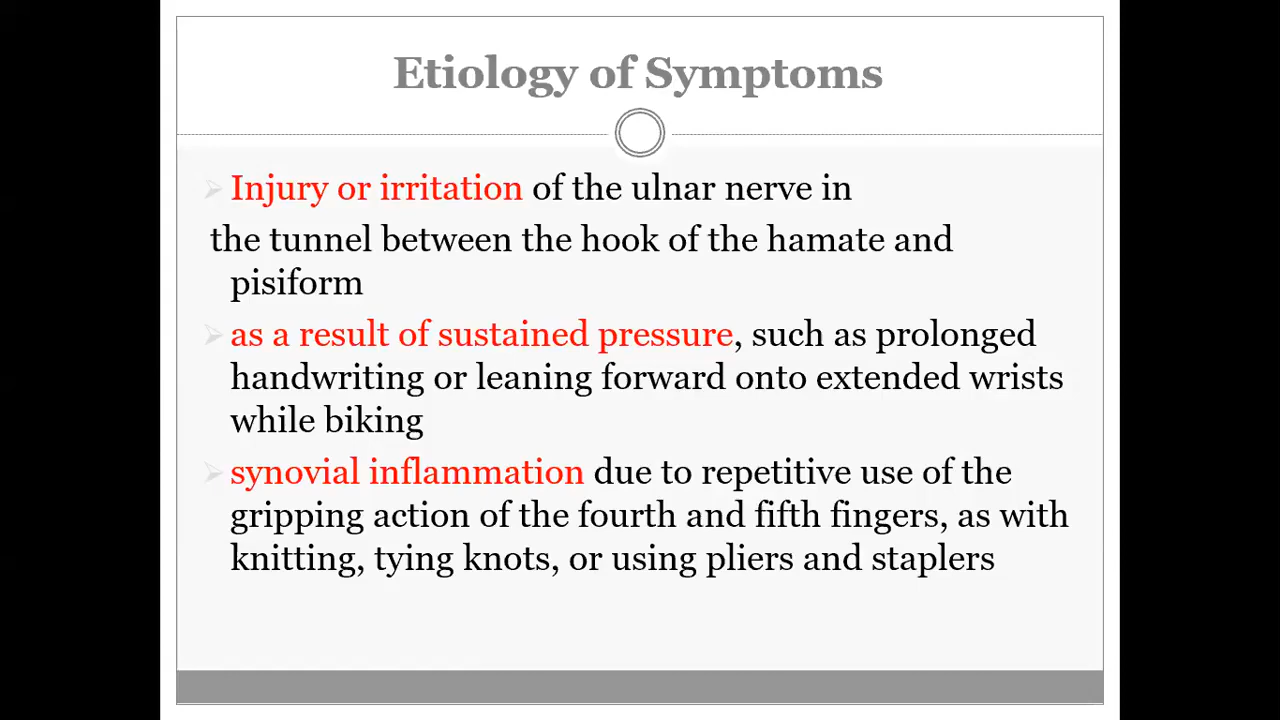 Etiology of Symptoms
Injury or irritation of the ulnar nerve in
the tunnel between the hook of the hamate and
pisiform
as a result of sustained pressure, such as prolonged
handwriting or leaning forward onto extended wrists
while biking
synovial inflammation due to repetitive use of the
gripping action of the fourth and fifth fingers, as with
knitting, tying knots, or using pliers and staplers